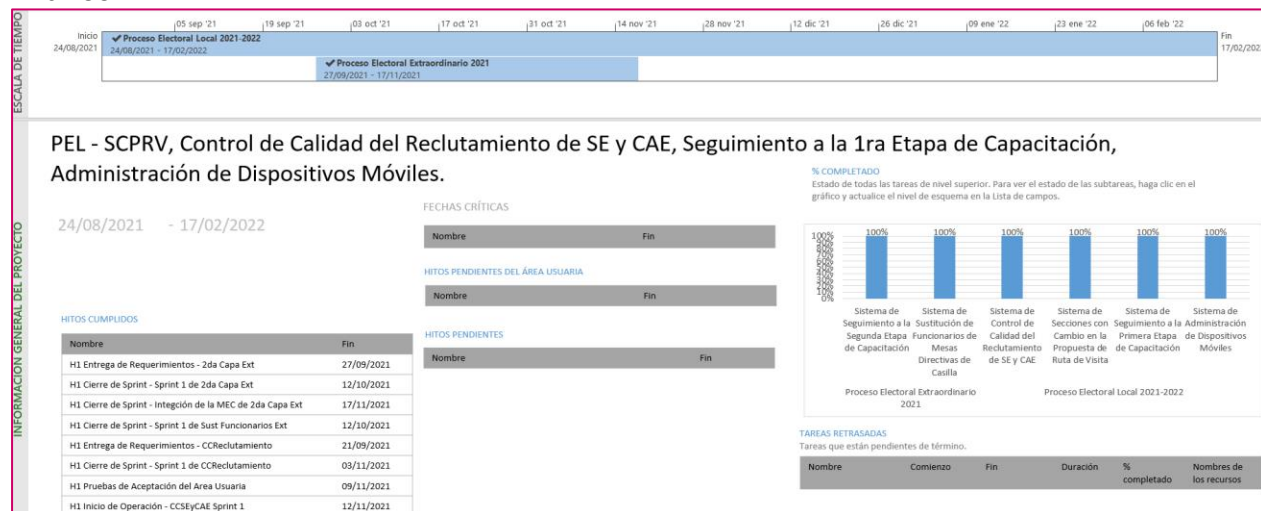 ESCALA DE TIEMPO
05 sep '21 19 sep '21 03 oct '21 17 oct '21 31 oct '21 14 nov '21 28 nov '21 12 dic '21 26 dic '21 09 ene '22 23 ene '22 06 feb '22
Inicio
24/08/2021
✔ Proceso Electoral Local 2021-2022
24/08/2021 - 17/02/2022
Fin
17/02/202
✔ Proceso Electoral Extraordinario 2021
27/09/2021 - 17/11/2021
INFORMACION GENERAL DEL PROYECTO
PEL - SCPRV, Control de Calidad del Reclutamiento de SE y CAE, Seguimiento a la 1ra Etapa de Capacitación,
Administración de Dispositivos Móviles.
24/08/2021 - 17/02/2022
HITOS CUMPLIDOS
Nombre Fin
H1 Entrega de Requerimientos - 2da Capa Ext 27/09/2021
H1 Cierre de Sprint - Sprint 1 de 2da Capa Ext 12/10/2021
H1 Cierre de Sprint - Integción de la MEC de 2da Capa Ext 17/11/2021
H1 Cierre de Sprint - Sprint 1 de Sust Funcionarios Ext 12/10/2021
H1 Entrega de Requerimientos - CCReclutamiento 21/09/2021
H1 Cierre de Sprint - Sprint 1 de CCReclutamiento 03/11/2021
H1 Pruebas de Aceptación del Area Usuaria 09/11/2021
H1 Inicio de Operación - CCSEyCAE Sprint 1 12/11/2021
FECHAS CRÍTICAS
Nombre Fin
HITOS PENDIENTES DEL ÁREA USUARIA
Nombre Fin
HITOS PENDIENTES
Nombre Fin
% COMPLETADO
Estado de todas las tareas de nivel superior. Para ver el estado de las subtareas, haga clic en el
gráfico y actualice el nivel de esquema en la Lista de campos.
100% 100% 100% 100% 100% 100%
100%
90%
80%
70%
60%
50%
40%
30%
20%
10%
0%
Sistema de Sistema de Sistema de Sistema de Sistema de Sistema de
Seguimiento a la Sustitución de Control de Secciones con Seguimiento a la Administración
Segunda Etapa Funcionarios de Calidad del Cambio en la Primera Etapa de Dispositivos
de Capacitación Mesas Reclutamiento Propuesta de de Capacitación Móviles
Directivas de de SE y CAE Ruta de Visita
Casilla
Proceso Electoral Extraordinario Proceso Electoral Local 2021-2022
2021
TAREAS RETRASADAS
Tareas que están pendientes de término.
Nombre Comienzo Fin Duración % Nombres de
completado los recursos